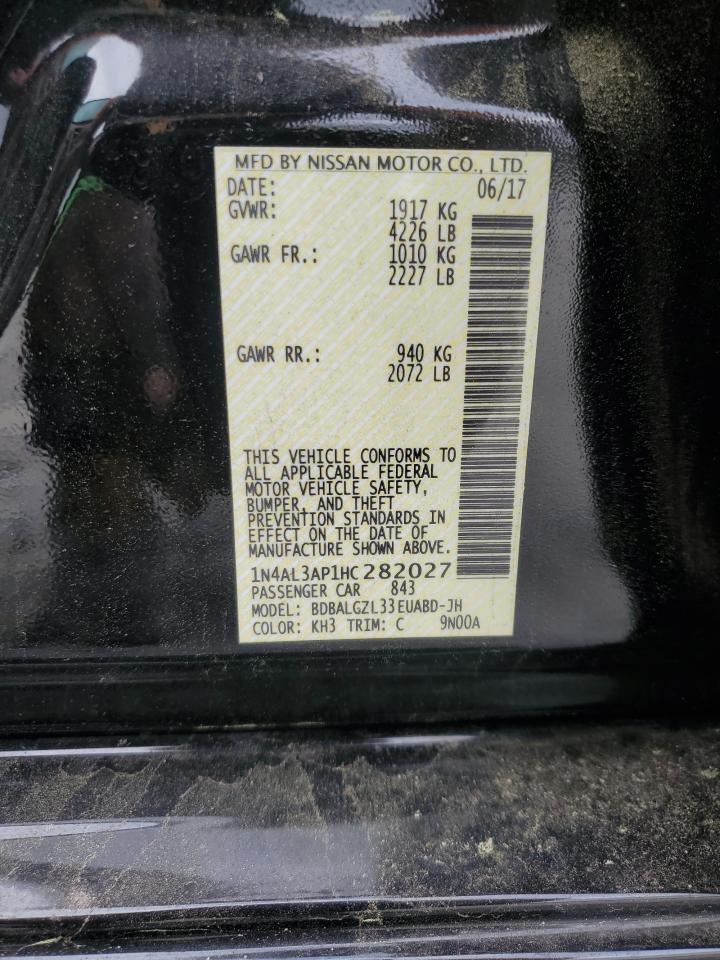 MFD BY NISSAN MOTOR CO., LTD.
DATE: 06/17
GVWR: 1917 KG
4226 LB
GAWR FR.: 1010 KG
2227 LB
GAWR RR.: 940 KG
2072 LB
THIS VEHICLE CONFORMS TO
ALL APPLICABLE FEDERAL
MOTOR VEHICLE SAFETY,
BUMPER, AND THEFT
PREVENTION STANDARDS IN
EFFECT ON THE DATE OF
MANUFACTURE SHOWN ABOVE.
1N4AL3AP1HC282027
PASSENGER CAR 843
MODEL: BDBALGZL33EUABD-JH
COLOR: KH3 TRIM: C 9N00A